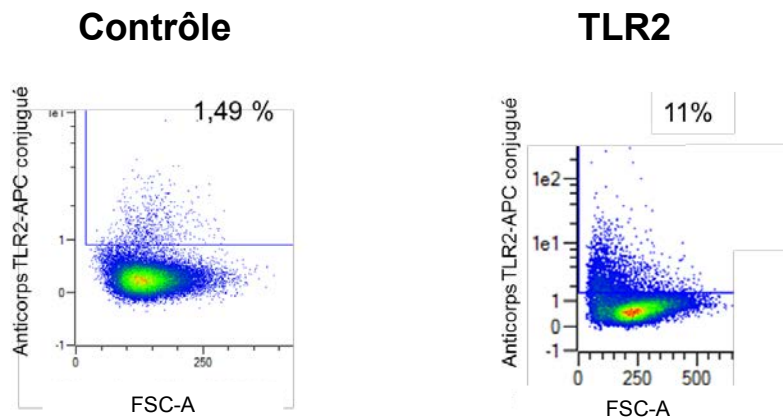 Contrôle
TLR2
Anticorps TLR2-APC conjugué
1e1
1,49 %
1
0
-1
0
250
FSC-A
Anticorps TLR2-APC conjugué
11%
1e2
1e1
1
0
-1
0
250
500
FSC-A